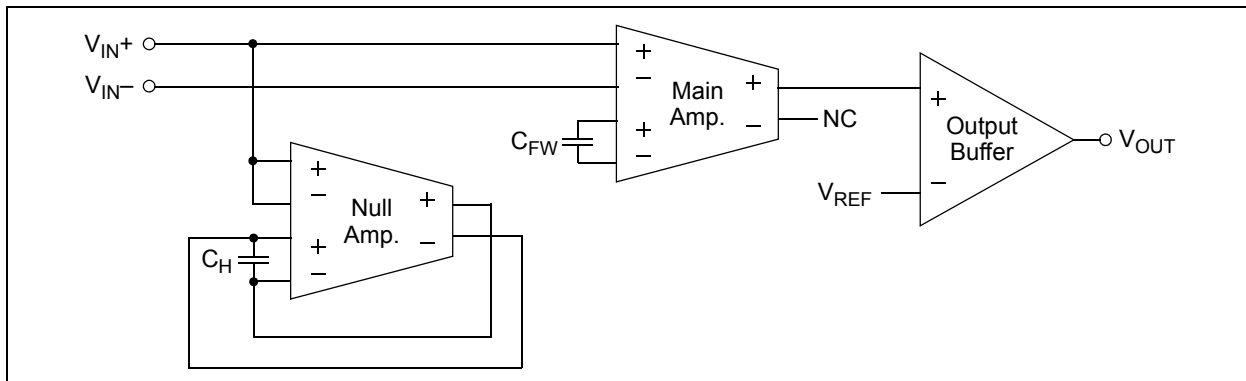 V_IN+
V_IN–
+
–
+
–
Main
Amp.
+
–
NC
C_FW
+
–
Output
Buffer
V_OUT
V_REF
+
–
+
–
Null
Amp.
+
–
C_H